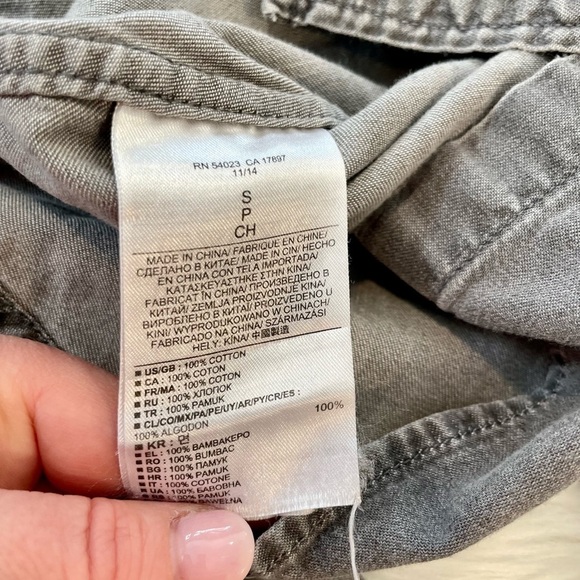 RN 54023 CA 17897
11/14
S
P
CH
MADE IN CHINA/ FABRIQUE EN CHINE/
СДЕЛАНО В КИТАЕ/ MADE IN CIN/ HECHO
EN CHINA CON TELA IMPORTADA/
ΚΑΤΑΣΚΕΥΑΣΤΗΚΕ ΣΤΗΝ ΚΙΝΑ/
FABRICAT ÎN CHINA/ ПРОИЗВЕДЕНО В
КИТАЙ/ ZEMLJA PROIZVODNJE KINA/
ВИРОБЛЕНО В КИТАЇ/ PROIZVEDENO U
KINI/ WYPRODUKOWANO W CHINACH/
FABRICADO NA CHINA/ SZÁRMAZÁSI
HELY: KÍNA/ 中國製造
US/GB : 100% COTTON
CA : 100% COTON
FR/MA : 100% COTON
RU : 100% ХЛОПОК
TR : 100% PAMUK
CL/CO/MX/PA/PE/UY/AR/PY/CR/ES : 100%
100% ALGODON
KR : 면
EL : 100% ΒΑΜΒΑΚΕΡΟ
RO : 100% BUMBAC
BG : 100% ПАМУК
HR : 100% PAMUK
IT : 100% COTONE
UA : 100% БАВОВНА
100% PAMUK